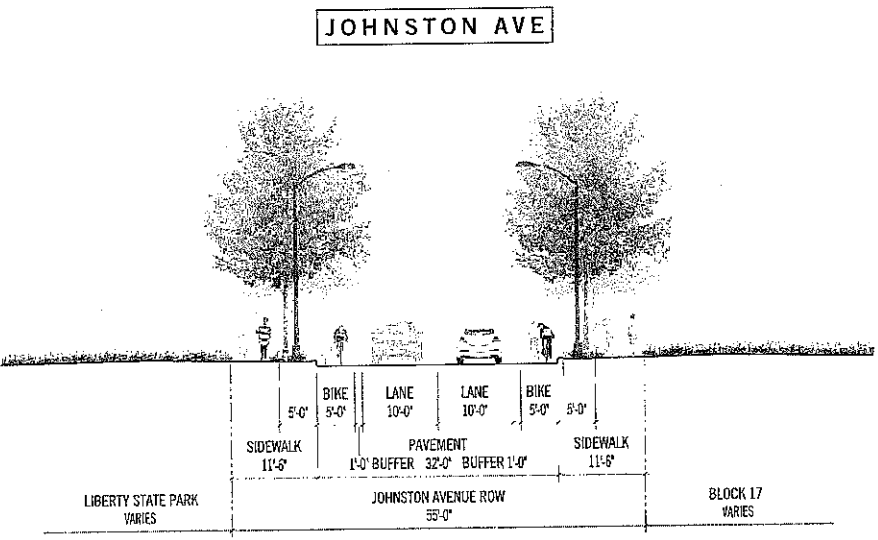 JOHNSTON AVE
BIKE LANE LANE BIKE
5'-0" 5'-0" 10'-0" 10'-0" 5'-0" 5'-0"
SIDEWALK PAVEMENT SIDEWALK
11'-6" 1'-0" BUFFER 32'-0" BUFFER 1'-0" 11'-6"
LIBERTY STATE PARK JOHNSTON AVENUE ROW BLOCK 17
VARIES 55'-0" VARIES